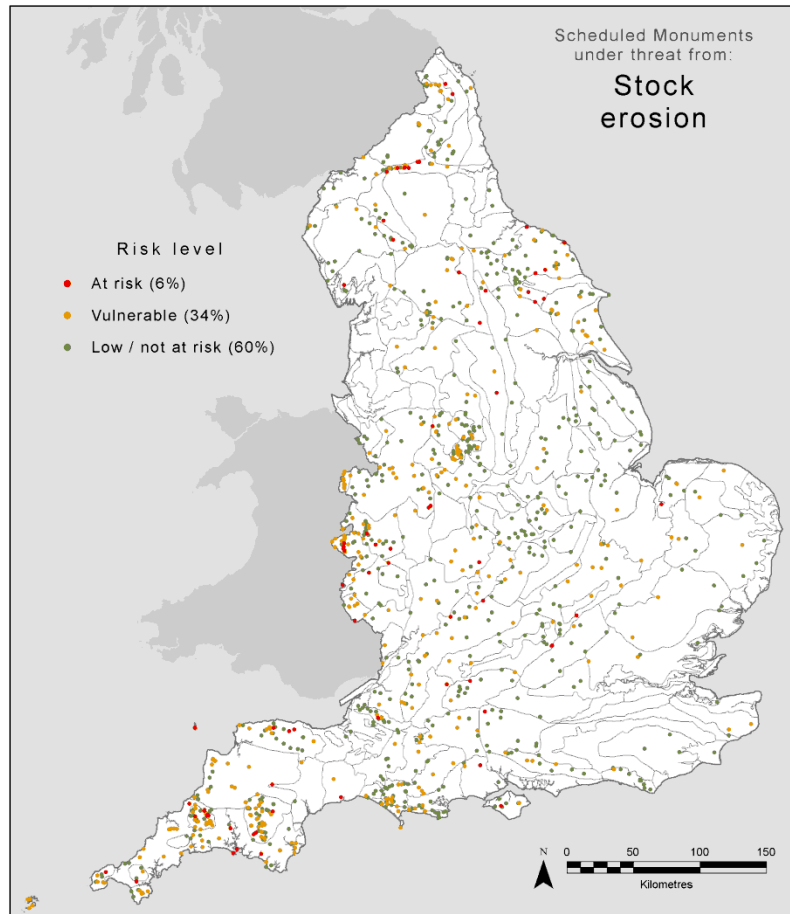 Scheduled Monuments
under threat from:
Stock
erosion
Risk level
At risk (6%)
Vulnerable (34%)
Low / not at risk (60%)
N
0 50 100 150
Kilometres